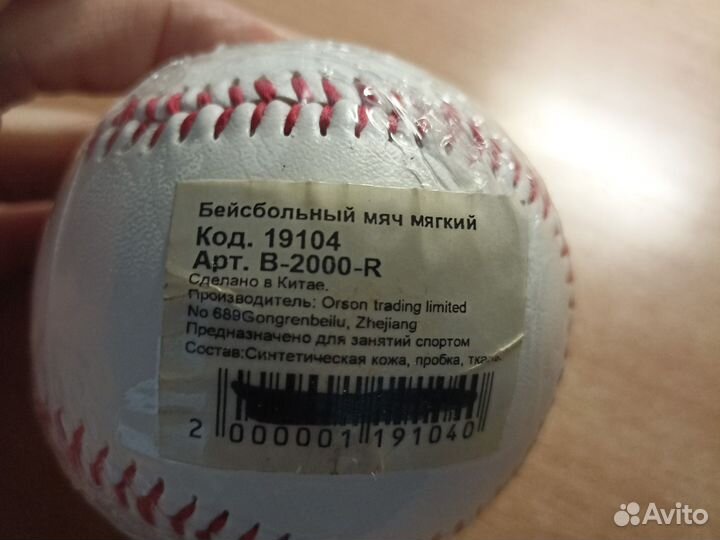 Бейсбольный мяч мягкий
Код. 19104
Арт. B-2000-R
Сделано в Китае.
Производитель: Orson trading limited
No 689Gongrenbeilu, Zhejiang
Предназначено для занятий спортом
Состав:Синтетическая кожа, пробка, ткань.
2 000001 191040
Avito